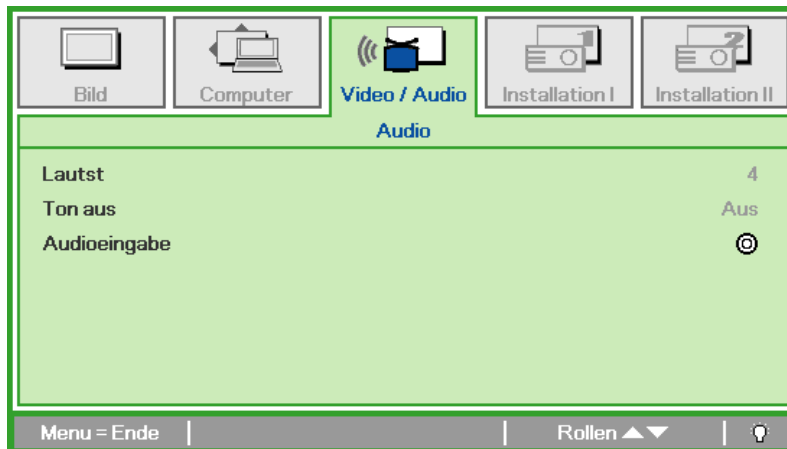 Bild Computer Video / Audio Installation I Installation II
Audio
Lautst 4
Ton aus Aus
Audioeingabe
Menu = Ende Rollen